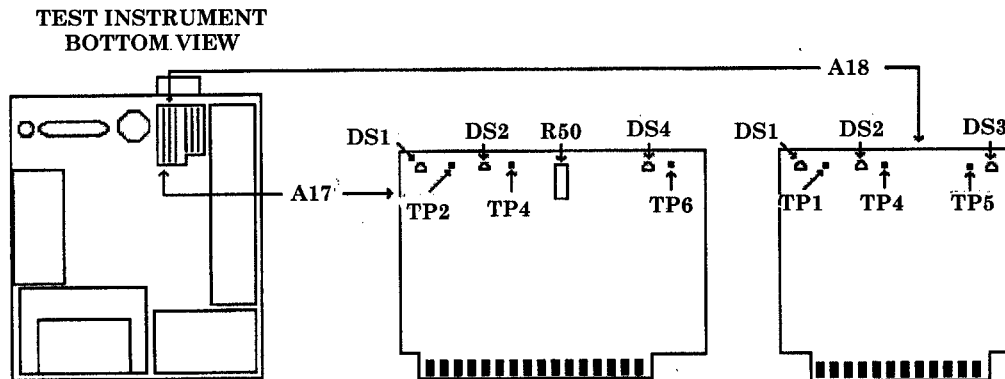 TEST INSTRUMENT
BOTTOM VIEW
A18
DS1
DS2
R50
DS4
DS1
DS2
DS3
A17
TP2
TP4
TP6
TP1
TP4
TP5